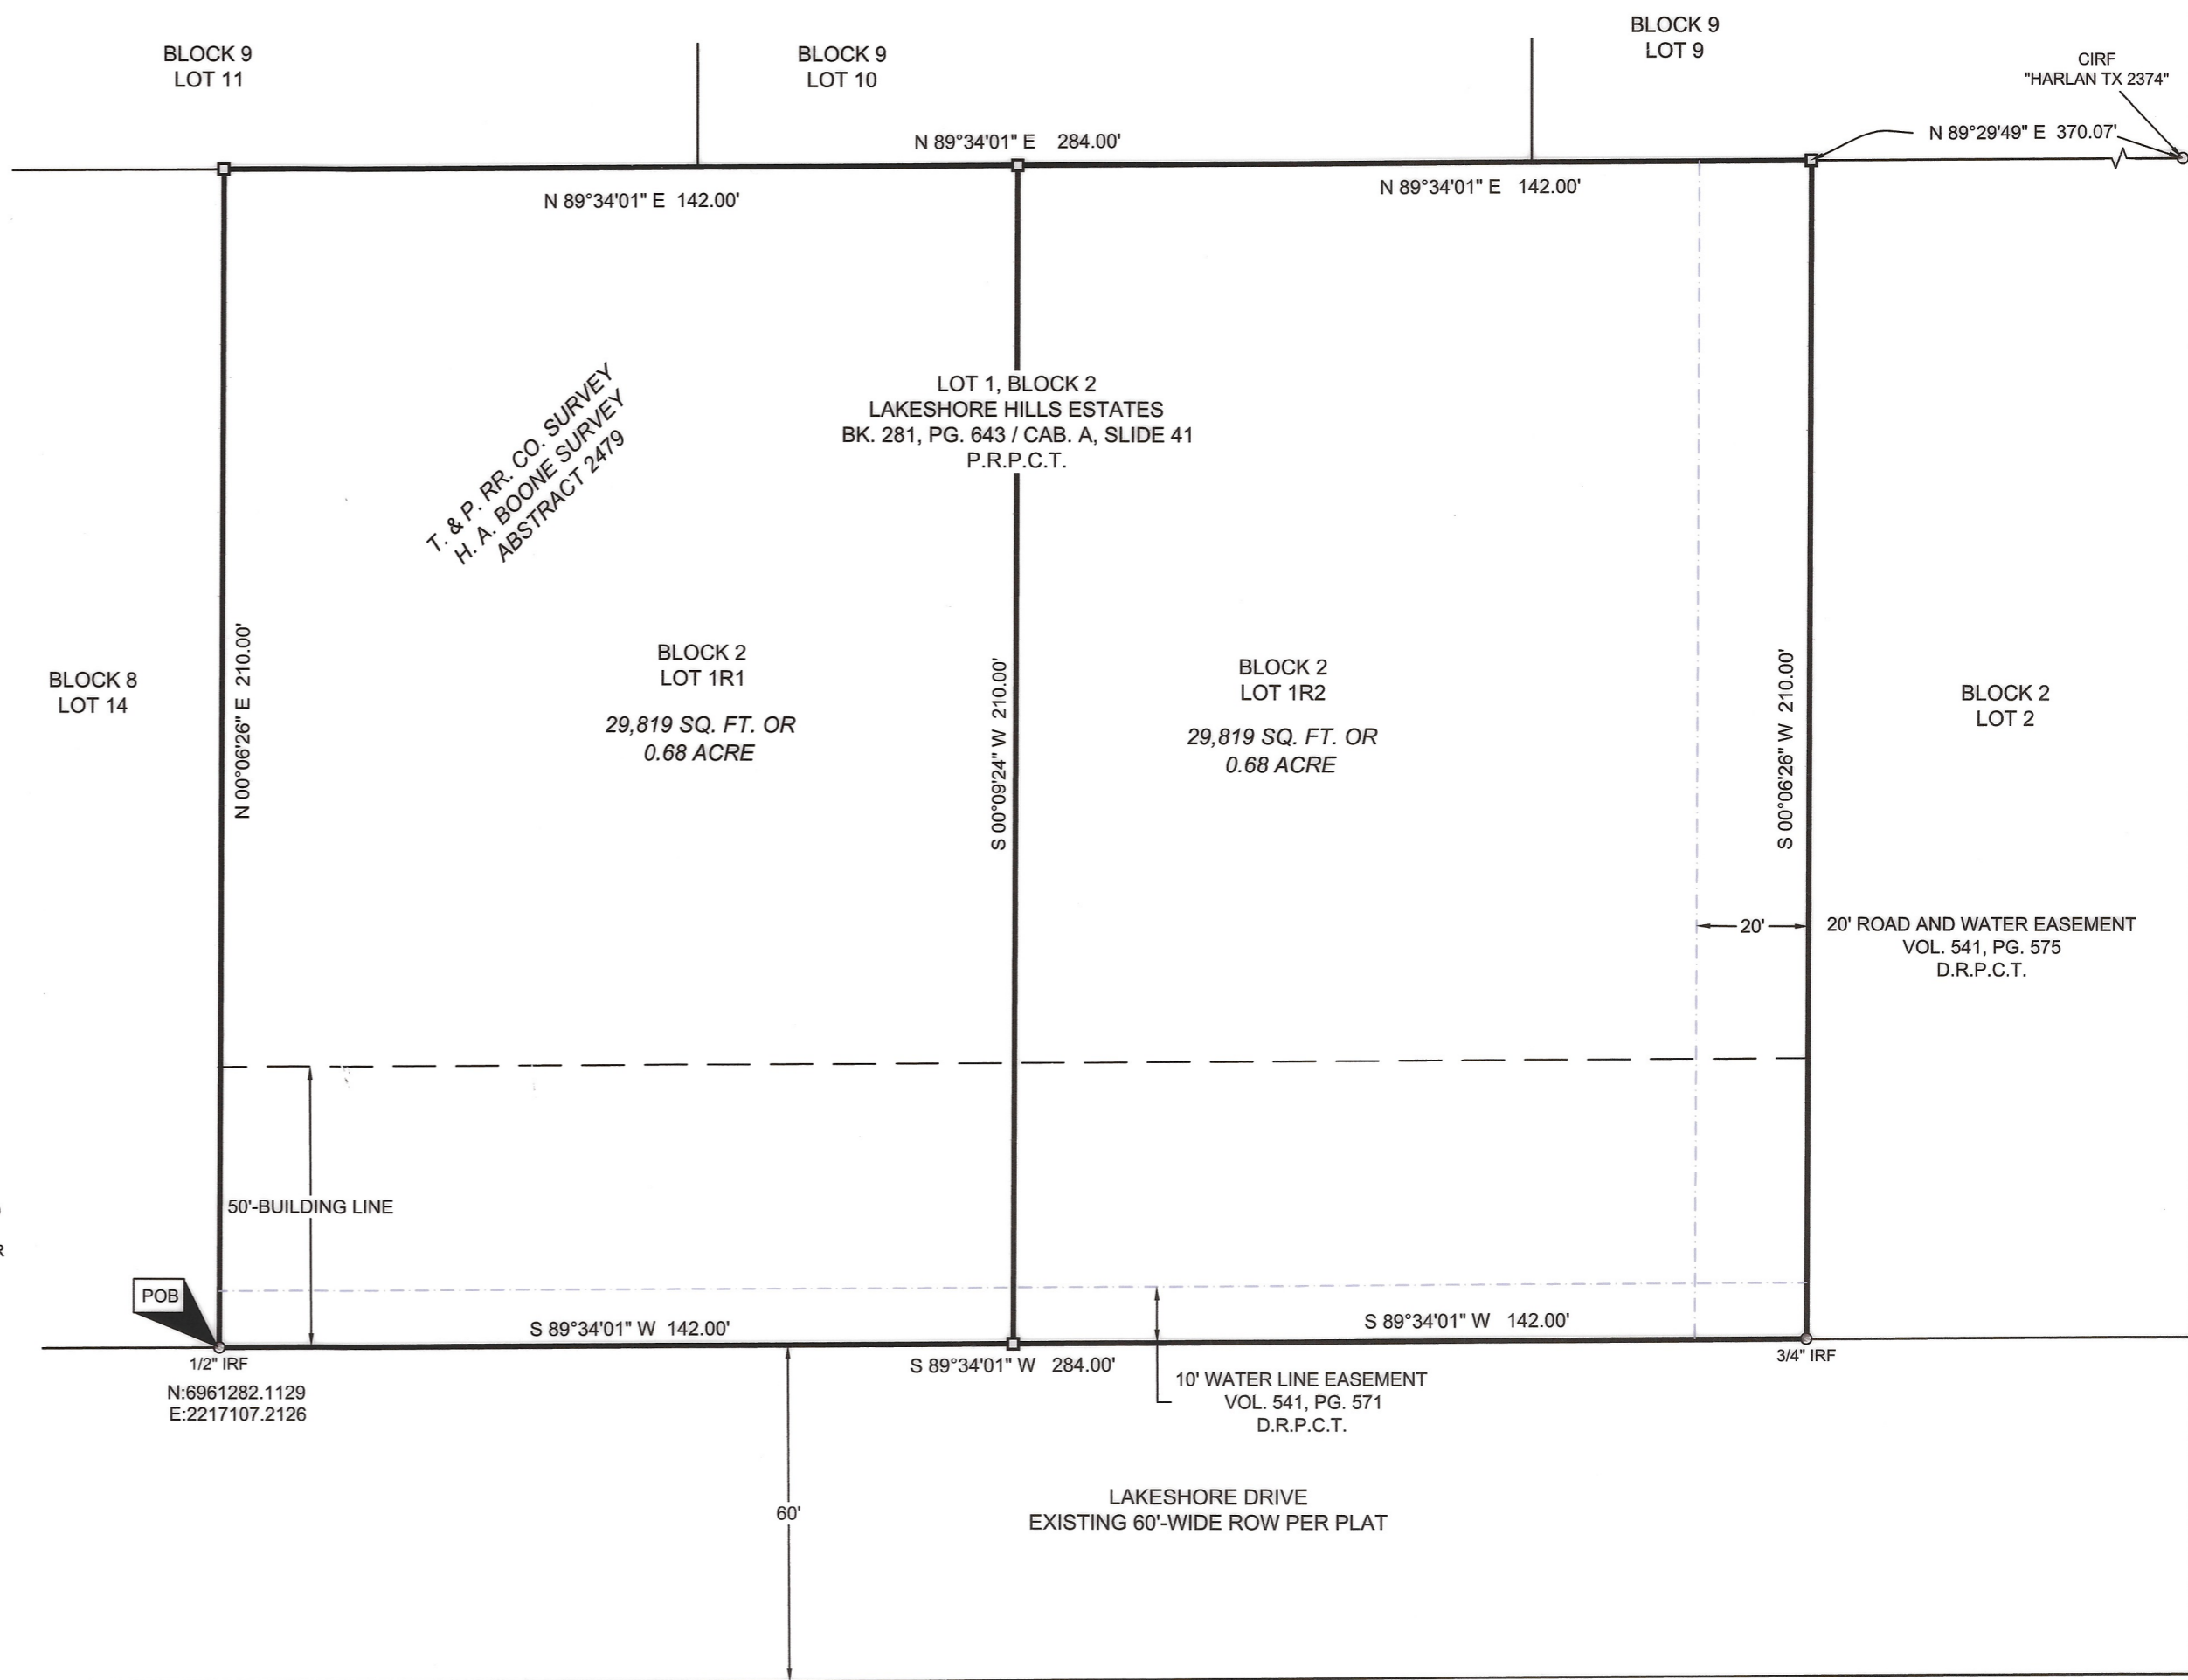 BLOCK 9
LOT 11
BLOCK 9
LOT 10
BLOCK 9
LOT 9
CIRF
"HARLAN TX 2374"
N 89°34'01" E 284.00'
N 89°29'49" E 370.07'
N 89°34'01" E 142.00'
N 89°34'01" E 142.00'
T. & P. RR. CO. SURVEY
H. A. BOONE SURVEY
ABSTRACT 2479
LOT 1, BLOCK 2
LAKESHORE HILLS ESTATES
BK. 281, PG. 643 / CAB. A, SLIDE 41
P.R.P.C.T.
BLOCK 8
LOT 14
N 00°06'26" E 210.00'
BLOCK 2
LOT 1R1
29,819 SQ. FT. OR
0.68 ACRE
S 00°09'24" W 210.00'
BLOCK 2
LOT 1R2
29,819 SQ. FT. OR
0.68 ACRE
S 00°06'26" W 210.00'
BLOCK 2
LOT 2
20'
20' ROAD AND WATER EASEMENT
VOL. 541, PG. 575
D.R.P.C.T.
50'-BUILDING LINE
R
POB
S 89°34'01" W 142.00'
S 89°34'01" W 142.00'
1/2" IRF
S 89°34'01" W 284.00'
3/4" IRF
N:6961282.1129
E:2217107.2126
10' WATER LINE EASEMENT
VOL. 541, PG. 571
D.R.P.C.T.
60'
LAKESHORE DRIVE
EXISTING 60'-WIDE ROW PER PLAT